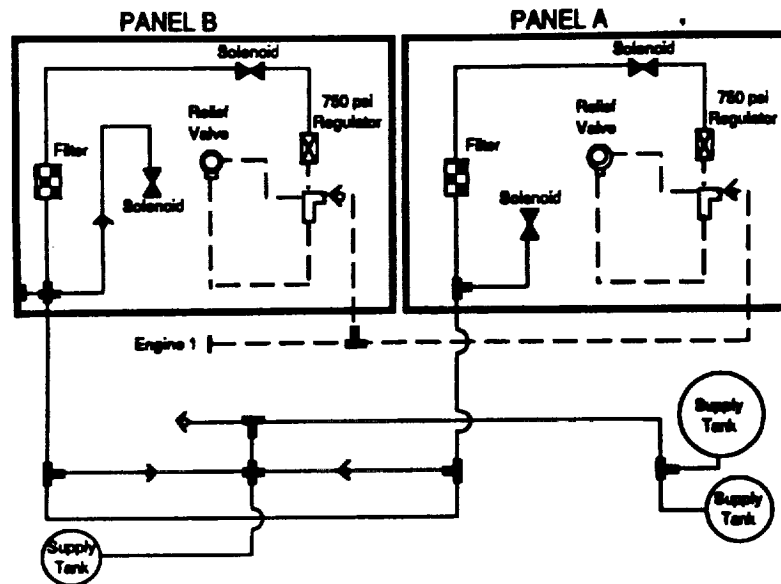 PANEL B
PANEL A
Solenoid
750 psi
Regulator
Relief
Valve
Filter
Solenoid
Solenoid
750 psi
Regulator
Relief
Valve
Filter
Solenoid
Engine 1
Supply
Tank
Supply
Tank
Supply
Tank